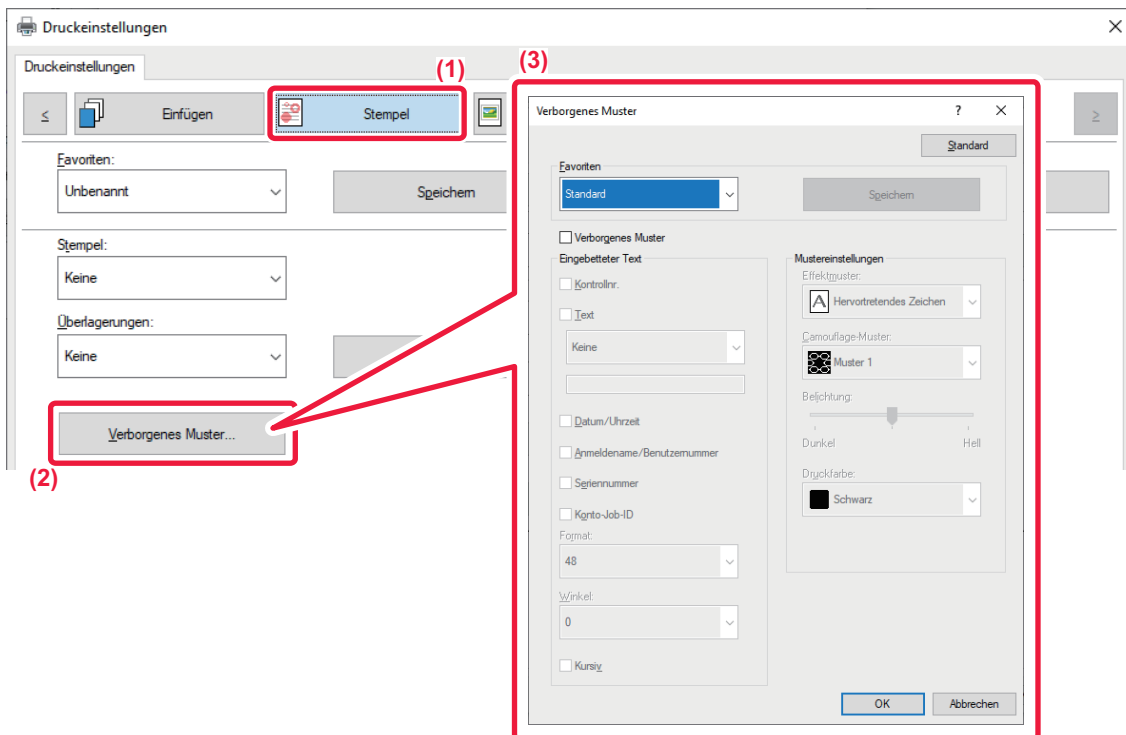 Druckeinstellungen
Druckeinstellungen
(1)
(3)
≤
Einfügen
Stempel
≥
Favoriten:
Unbenannt
Speichern
Stempel:
Keine
Überlagerungen:
Keine
Verborgenes Muster...
(2)
Verborgenes Muster
?
Standard
Favoriten
Standard
Speichern
Verborgenes Muster
Eingebetteter Text
Kontrollnr.
Text
Keine
Datum/Uhrzeit
Anmeldename/Benutzernummer
Seriennummer
Konto-Job-ID
Format:
48
Winkel:
0
Kursiv
Mustereinstellungen
Effektmuster:
A Hervortretendes Zeichen
Camouflage-Muster:
Muster 1
Belichtung:
Dunkel Hell
Druckfarbe:
Schwarz
OK Abbrechen